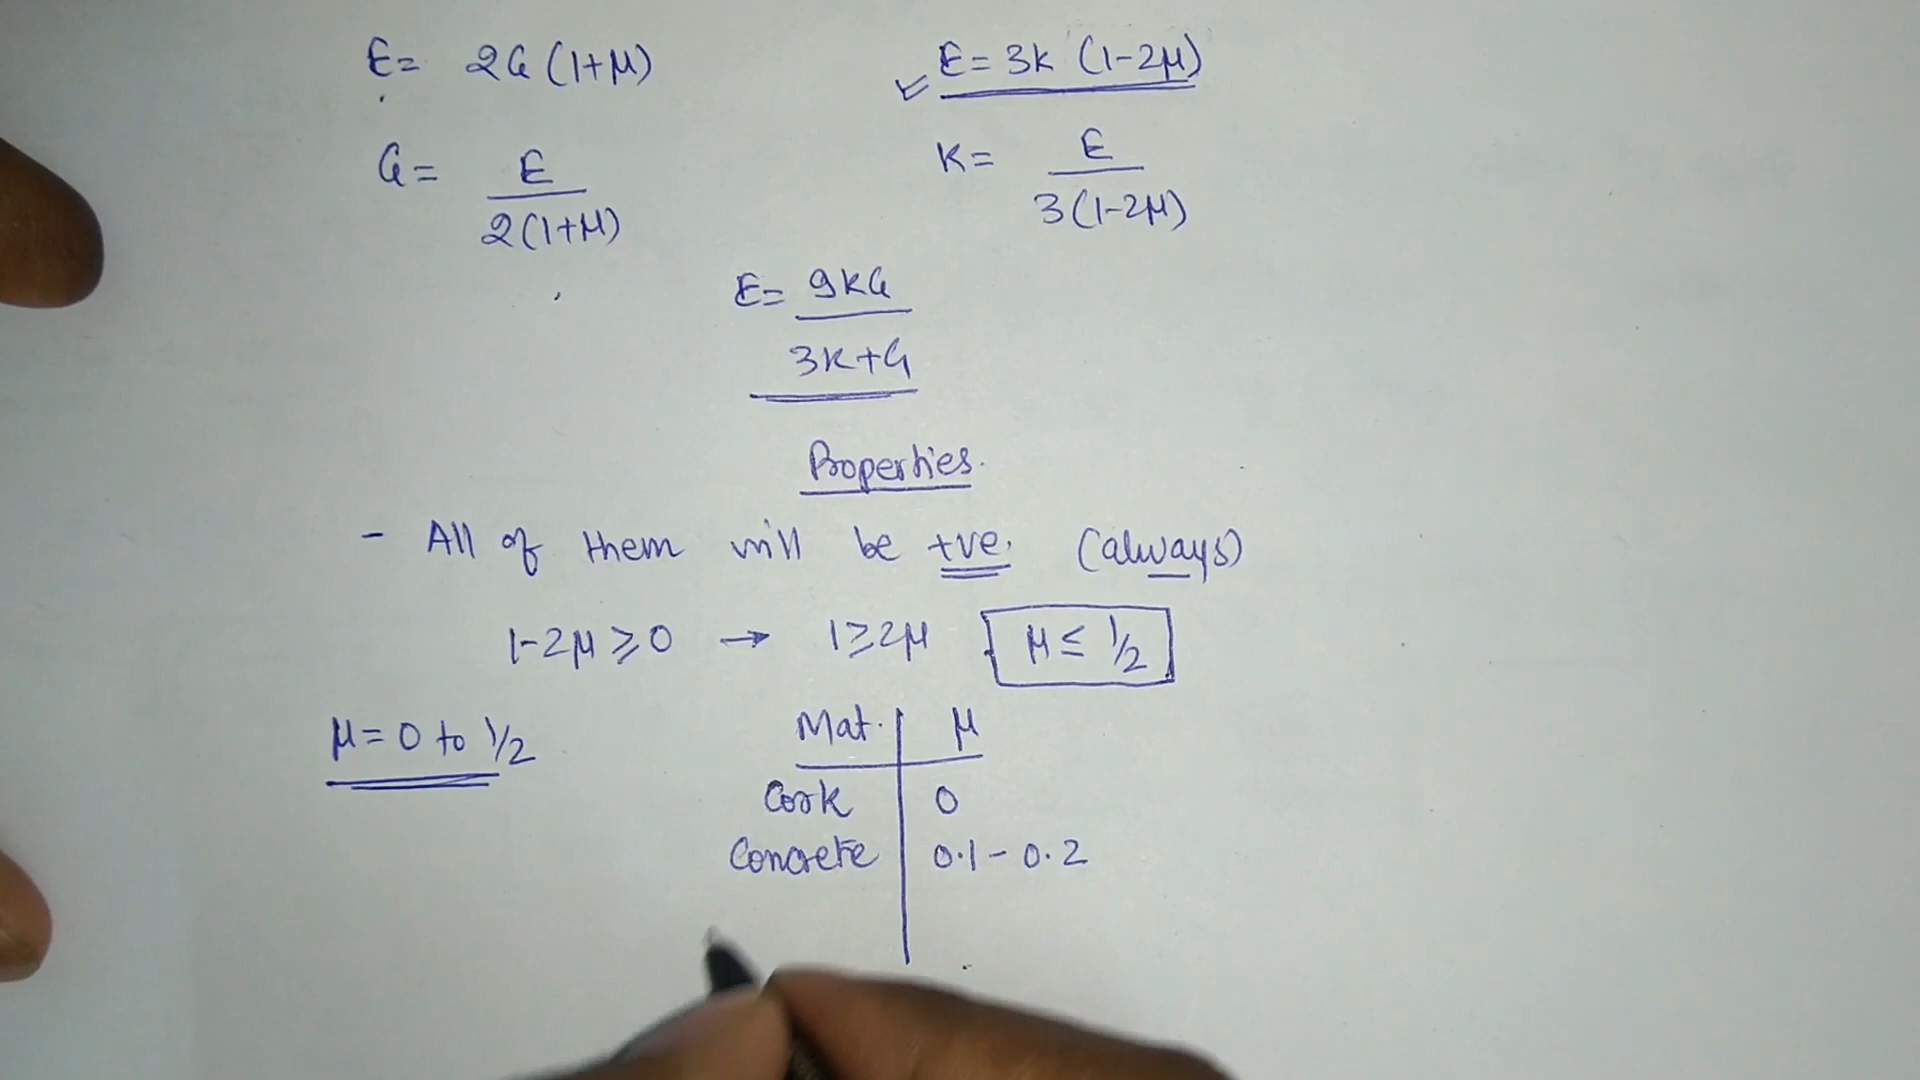 E= 2G (1+μ)
E= 3K (1-2μ)
G= E
2(1+μ)
K= E
3(1-2μ)
E= 9KG
3K+G
Properties.
- All of them will be +ve. (always)
1-2μ ≥ 0 → 1≥2μ μ ≤ 1/2
μ= 0 to 1/2
Mat. μ
Cork 0
Concrete 0.1 - 0.2